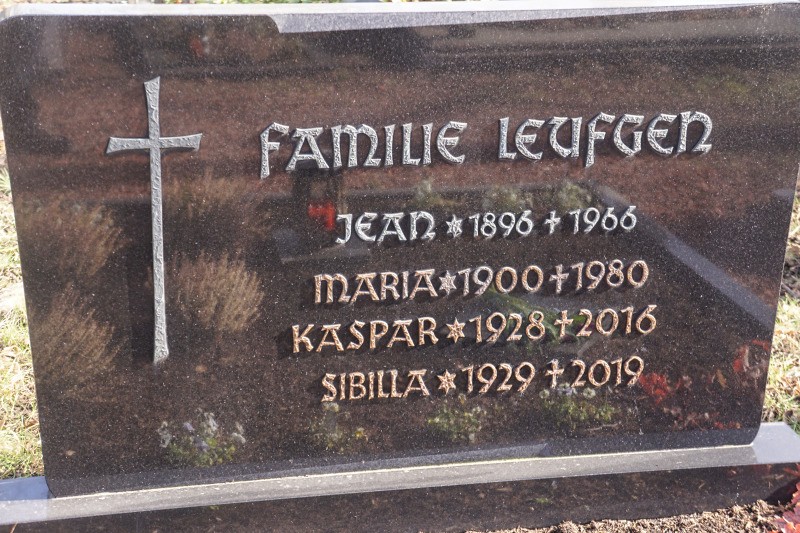 FAMILIE LEUFGEN
JEAN * 1896 † 1966
MARIA * 1900 † 1980
KASPAR * 1928 † 2016
SIBILLA * 1929 † 2019